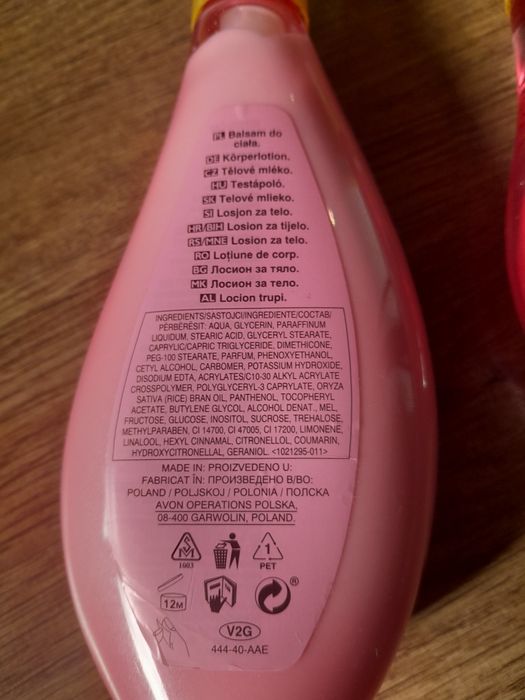 PL Balsam do
ciała.
DE Körperlotion.
CZ Tělové mléko.
HU Testápoló.
SK Telove mlieko.
SI Losjon za telo.
HR/BIH Losion za tijelo.
RS/MNE Losion za telo.
RO Loțiune de corp.
BG Лосион за тяло.
MK Лосион за тело.
AL Locion trupi.
INGREDIENTS/SASTOJCI/INGREDIENTE/СОСТАВ/
PËRBËRËSIT: AQUA, GLYCERIN, PARAFFINUM
LIQUIDUM, STEARIC ACID, GLYCERYL STEARATE,
CAPRYLIC/CAPRIC TRIGLYCERIDE, DIMETHICONE,
PEG-100 STEARATE, PARFUM, PHENOXYETHANOL,
CETYL ALCOHOL, CARBOMER, POTASSIUM HYDROXIDE,
DISODIUM EDTA, ACRYLATES/C10-30 ALKYL ACRYLATE
CROSSPOLYMER, POLYGLYCERYL-3 CAPRYLATE, ORYZA
SATIVA (RICE) BRAN OIL, PANTHENOL, TOCOPHERYL
ACETATE, BUTYLENE GLYCOL, ALCOHOL DENAT., MEL,
FRUCTOSE, GLUCOSE, INOSITOL, SUCROSE, TREHALOSE,
METHYLPARABEN, CI 14700, CI 47005, CI 17200, LIMONENE,
LINALOOL, HEXYL CINNAMAL, CITRONELLOL, COUMARIN,
HYDROXYCITRONELLAL, GERANIOL. <1021295-011>
MADE IN: PROIZVEDENO U:
FABRICAT ÎN: ПРОИЗВЕДЕНО В/ВО:
POLAND / POLJSKOJ / POLONIA / ПОЛСКА
AVON OPERATIONS POLSKA,
08-400 GARWOLIN, POLAND.
1003
1
PET
12M
®
V2G
444-40-AAE